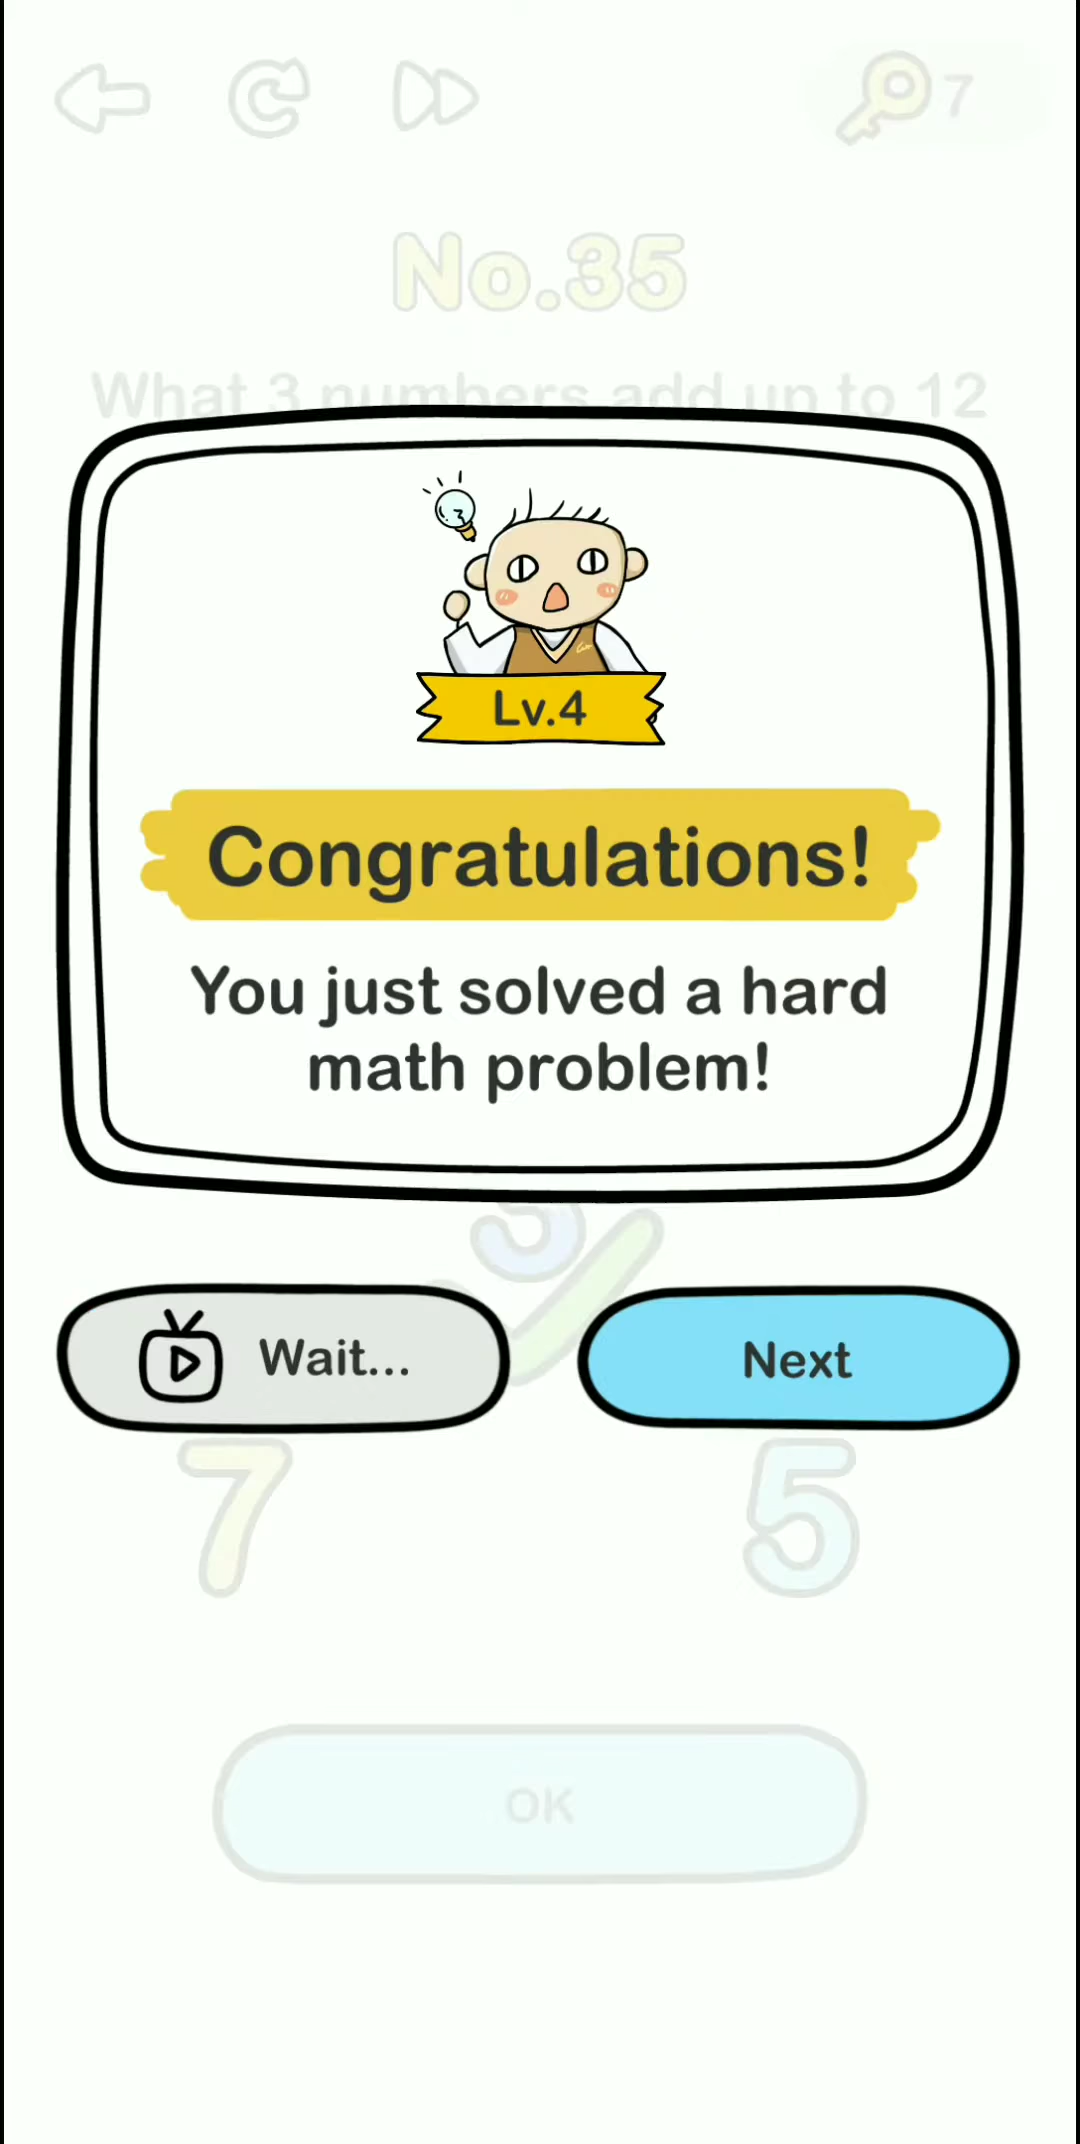 7
No.35
What 3 numbers add up to 12
Lv.4
Congratulations!
You just solved a hard
math problem!
Wait...
Next
7 5
OK